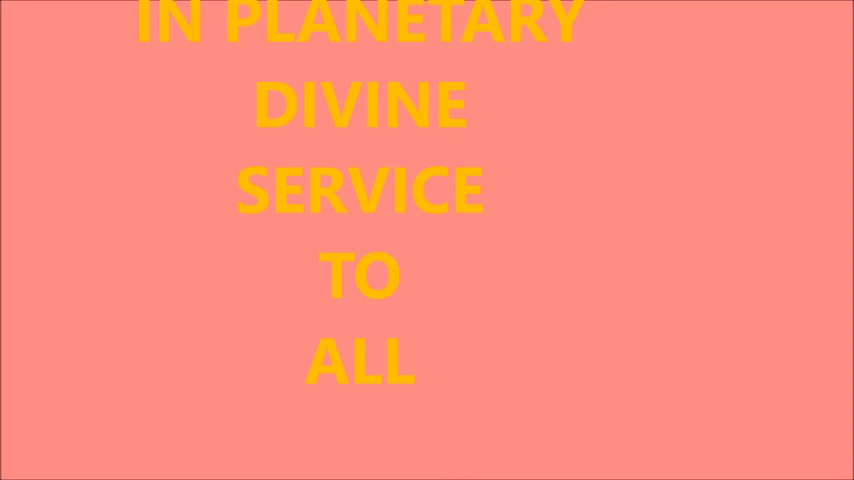 IN PLANETARY
DIVINE
SERVICE
TO
ALL